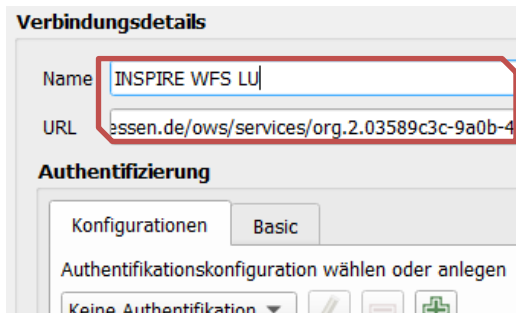 Verbindungsdetails
Name INSPIRE WFS LU
URL essen.de/ows/services/org.2.03589c3c-9a0b-4
Authentifizierung
Konfigurationen Basic
Authentifikationskonfiguration wählen oder anlegen
Keine Authentifikation